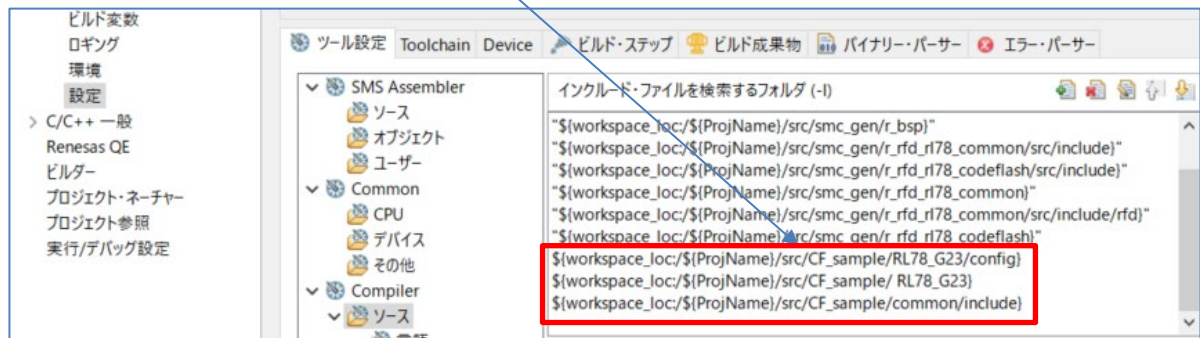 ビルド変数
ロギング
環境
設定
C/C++ 一般
Renesas QE
ビルダー
プロジェクト・ネーチャー
プロジェクト参照
実行/デバッグ設定
ツール設定 Toolchain Device ビルド・ステップ ビルド成果物 バイナリー・パーサー エラー・パーサー
SMS Assembler
ソース
オブジェクト
ユーザー
Common
CPU
デバイス
その他
Compiler
ソース
言語
インクルード・ファイルを検索するフォルダ (-I)
"${workspace_loc:/${ProjName}/src/smc_gen/r_bsp}"
"${workspace_loc:/${ProjName}/src/smc_gen/r_rfd_rl78_common/src/include}"
"${workspace_loc:/${ProjName}/src/smc_gen/r_rfd_rl78_codeflash/src/include}"
"${workspace_loc:/${ProjName}/src/smc_gen/r_rfd_rl78_common}"
"${workspace_loc:/${ProjName}/src/smc_gen/r_rfd_rl78_common/src/include/rfd}"
"${workspace_loc:/${ProjName}/src/smc_gen/r_rfd_rl78_codeflash}"
${workspace_loc:/${ProjName}/src/CF_sample/RL78_G23/config}
${workspace_loc:/${ProjName}/src/CF_sample/ RL78_G23}
${workspace_loc:/${ProjName}/src/CF_sample/common/include}